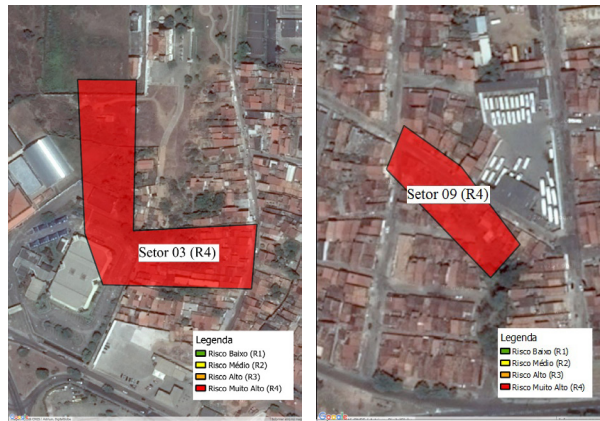 Setor 03 (R4)
Legenda
Risco Baixo (R1)
Risco Médio (R2)
Risco Alto (R3)
Risco Muito Alto (R4)
Setor 09 (R4)
Legenda
Risco Baixo (R1)
Risco Médio (R2)
Risco Alto (R3)
Risco Muito Alto (R4)